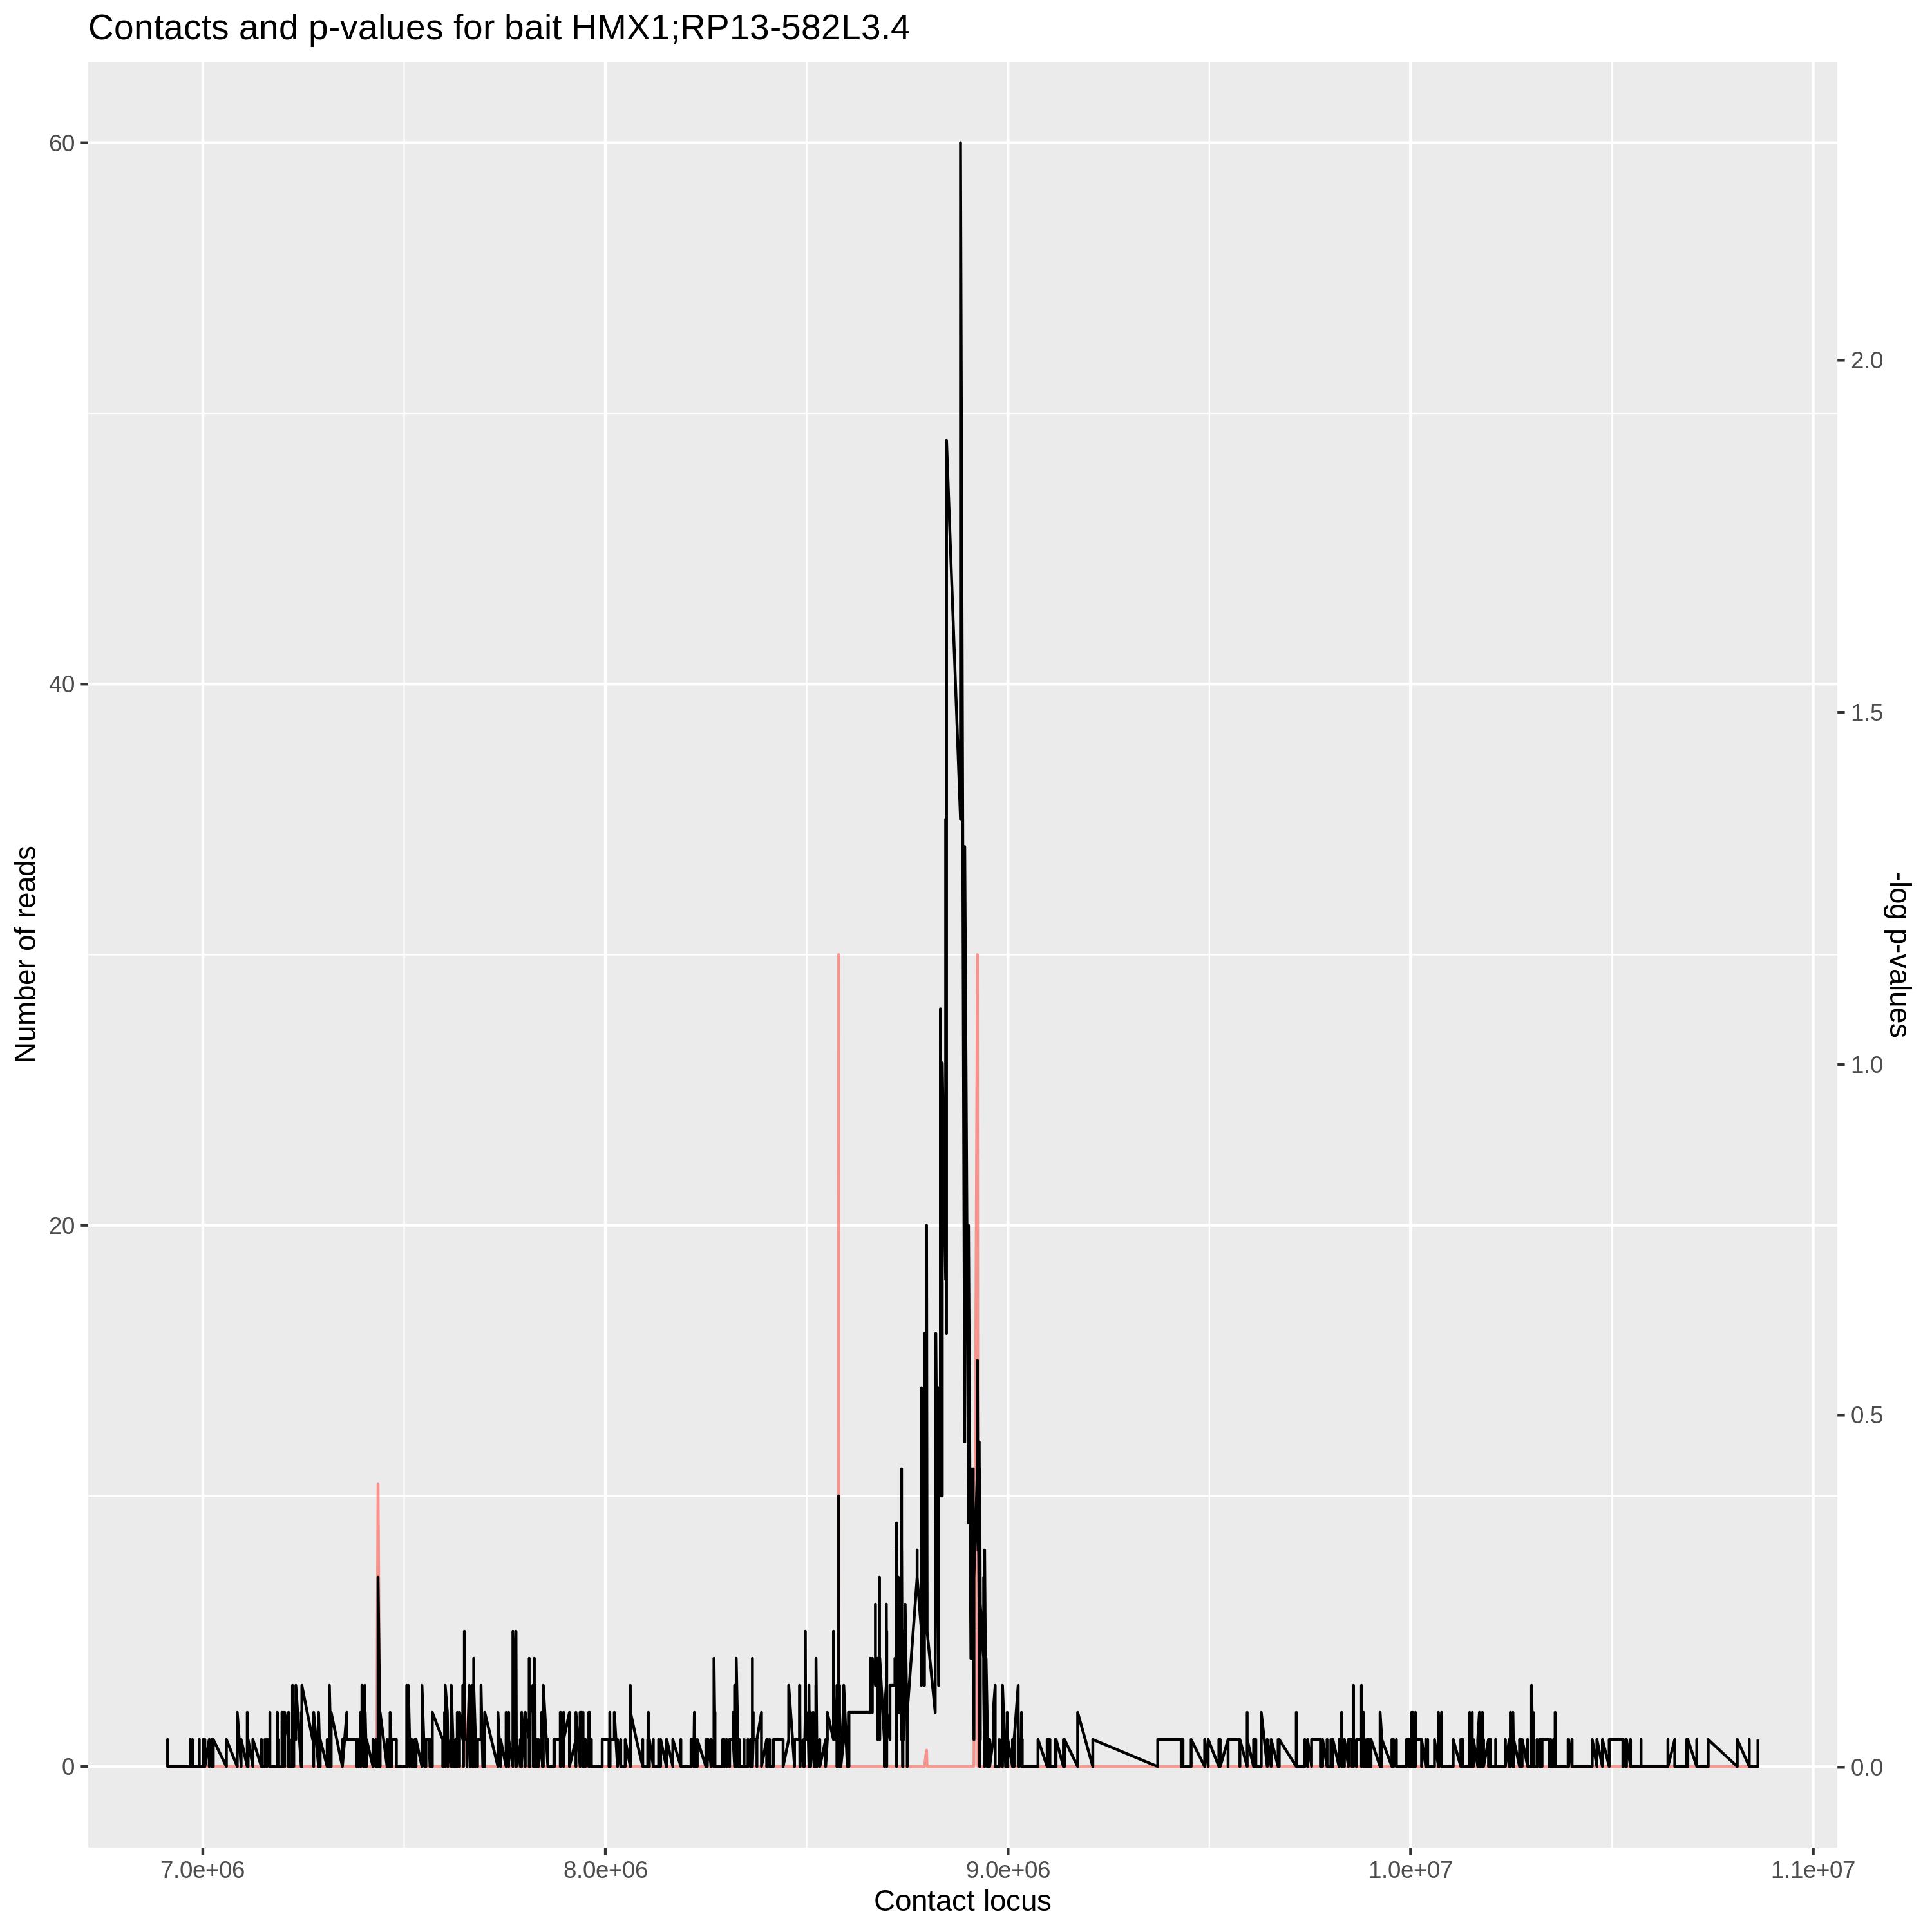 Contacts and p-values for bait HMX1;RP13-582L3.4
60
40
20
0
Number of reads
2.0
1.5
1.0
0.5
0.0
-log p-values
7.0e+06
8.0e+06
9.0e+06
1.0e+07
1.1e+07
Contact locus